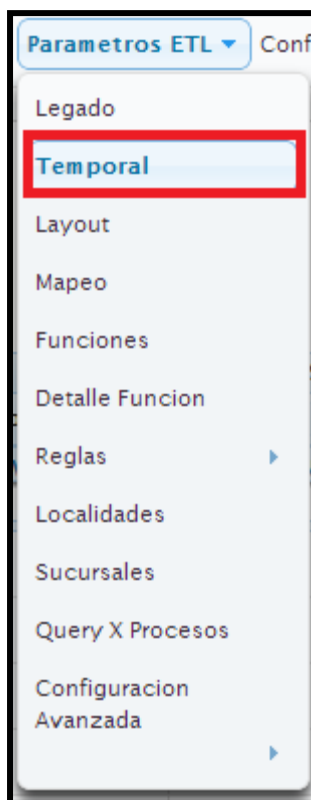 Parametros ETL Conf
Legado
Temporal
Layout
Mapeo
Funciones
Detalle Funcion
Reglas
Localidades
Sucursales
Query X Procesos
Configuracion
Avanzada